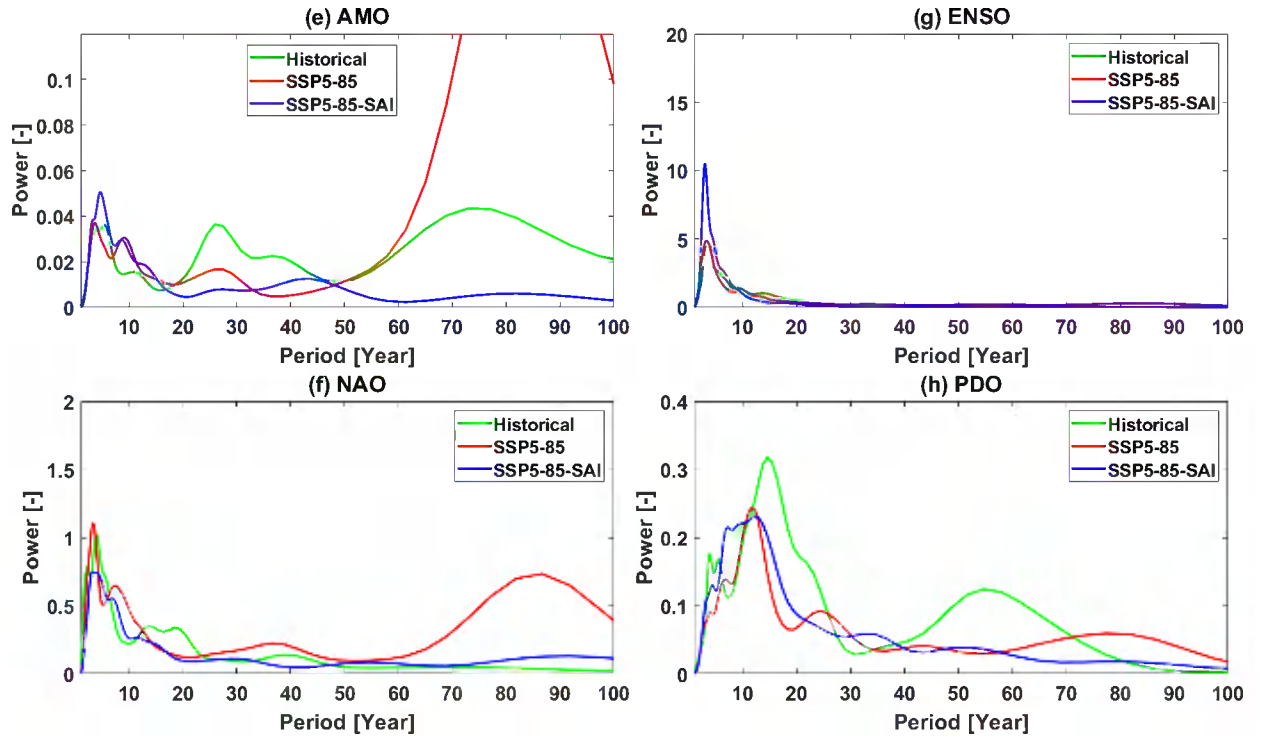 (e) AMO
0.1
0.08
0.06
0.04
0.02
0
Power [-]
Historical
SSP5-85
SSP5-85-SAI
10 20 30 40 50 60 70 80 90 100
Period [Year]
(g) ENSO
20
15
10
5
0
Power [-]
Historical
SSP5-85
SSP5-85-SAI
10 20 30 40 50 60 70 80 90 100
Period [Year]
(f) NAO
2
1.5
1
0.5
0
Power [-]
Historical
SSP5-85
SSP5-85-SAI
10 20 30 40 50 60 70 80 90 100
Period [Year]
(h) PDO
0.4
0.3
0.2
0.1
0
Power [-]
Historical
SSP5-85
SSP5-85-SAI
10 20 30 40 50 60 70 80 90 100
Period [Year]